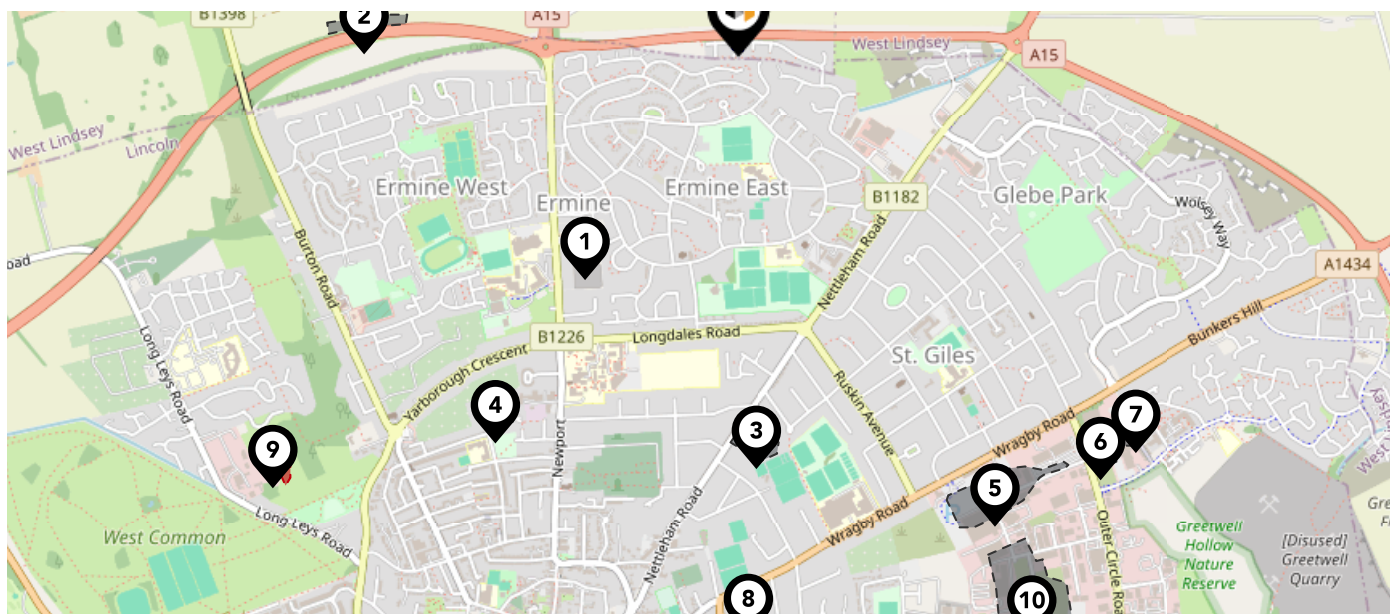 B1398
2
A15
West Lindsey
A15
West Lindsey
Lincoln
Ermine West
Ermine
Ermine East
B1182
Glebe Park
Wolsey Way
1
Burton Road
Nettleham Road
A1434
oad
Long Leys Road
B1226
Longdales Road
Bunkers Hill
Yarborough Crescent
St. Giles
Ruskin Avenue
4
3
7
6
9
Newport
Wragby Road
5
Long Leys Road
West Common
Nettleham Road
Wragby Road
Outer Circle Roa
Greetwell
Hollow
Nature
Reserve
[Disused]
Greetwell
Quarry
Gre
8
10